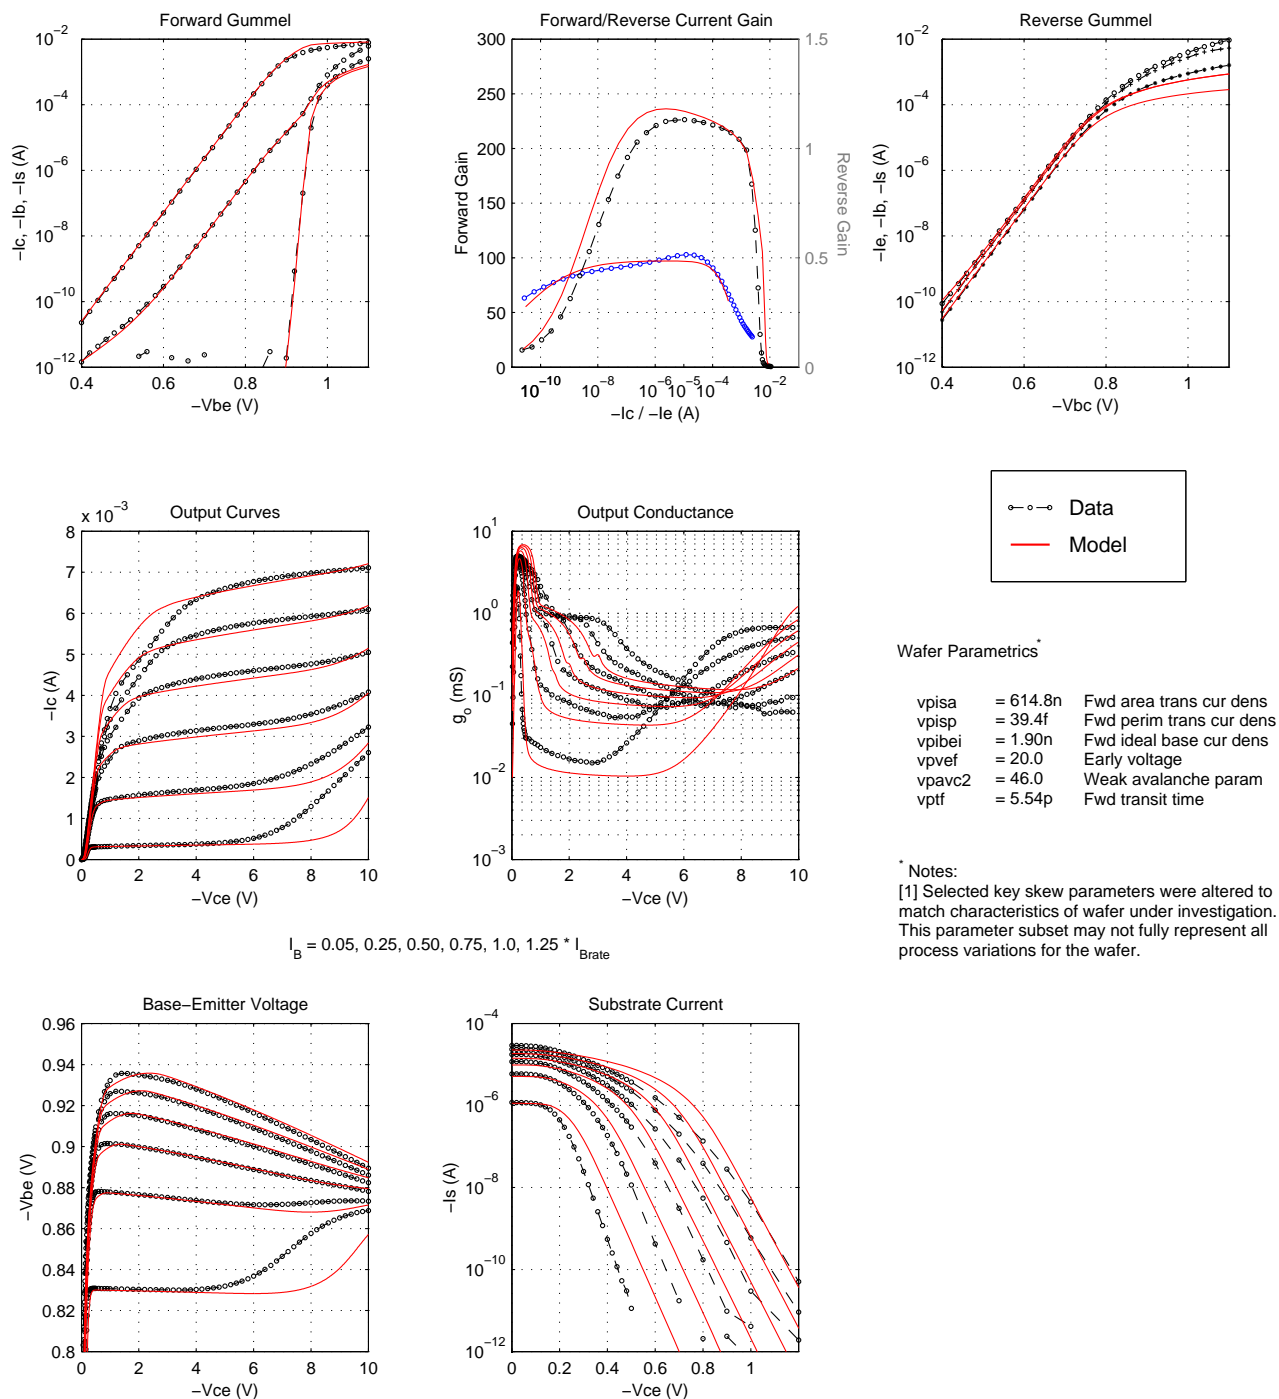 Forward Gummel
10^−2
10^−4
10^−6
10^−8
10^−10
10^−12
−Ic, −Ib, −Is (A)
0.4 0.6 0.8 1
−Vbe (V)
Forward/Reverse Current Gain
300
250
200
150
100
50
0
Forward Gain
1.5
1
0.5
0
Reverse Gain
10^−10 10^−8 10^−6 10^−5 10^−4 10^−2
−Ic / −Ie (A)
Reverse Gummel
10^−2
10^−4
10^−6
10^−8
10^−10
10^−12
−Ie, −Ib, −Is (A)
0.4 0.6 0.8 1
−Vbc (V)
Output Curves
x 10^−3
8
7
6
5
4
3
2
1
0
−Ic (A)
0 2 4 6 8 10
−Vce (V)
Output Conductance
10^1
10^0
10^−1
10^−2
10^−3
g_o (mS)
0 2 4 6 8 10
−Vce (V)
Data
Model
Wafer Parametrics^*
vpisa = 614.8n Fwd area trans cur dens
vpisp = 39.4f Fwd perim trans cur dens
vpibei = 1.90n Fwd ideal base cur dens
vpvef = 20.0 Early voltage
vpavc2 = 46.0 Weak avalanche param
vptf = 5.54p Fwd transit time
^* Notes:
[1] Selected key skew parameters were altered to
match characteristics of wafer under investigation.
This parameter subset may not fully represent all
process variations for the wafer.
I_B = 0.05, 0.25, 0.50, 0.75, 1.0, 1.25 * I_Brate
Base−Emitter Voltage
0.96
0.94
0.92
0.9
0.88
0.86
0.84
0.82
0.8
−Vbe (V)
0 2 4 6 8 10
−Vce (V)
Substrate Current
10^−4
10^−6
10^−8
10^−10
10^−12
−Is (A)
0 0.2 0.4 0.6 0.8 1
−Vce (V)